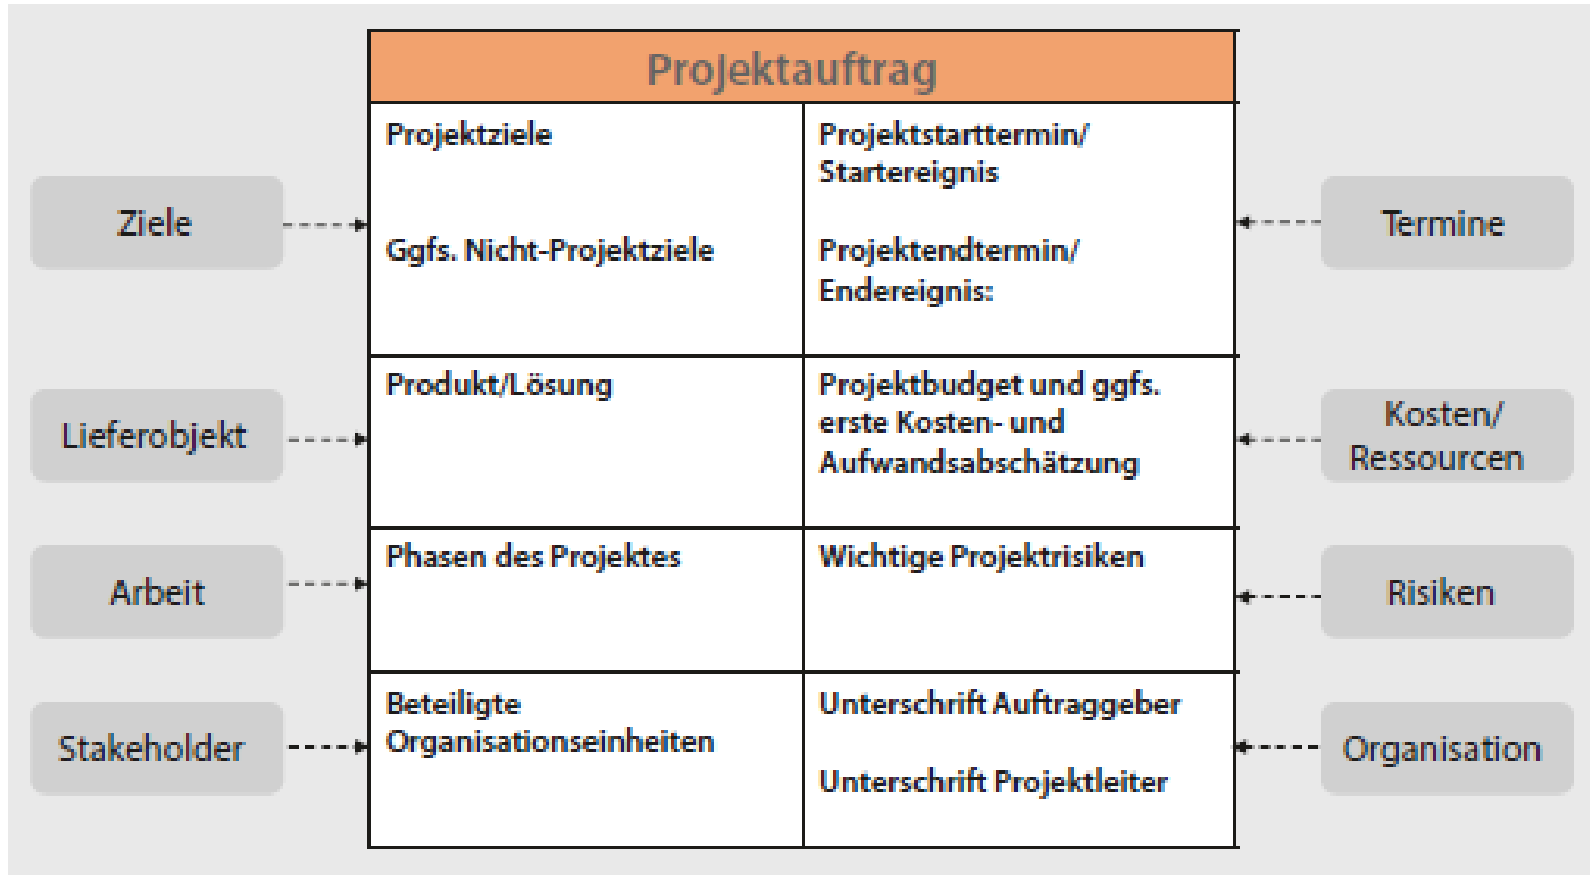 Projektauftrag
Ziele
Projektziele
Ggfs. Nicht-Projektziele
Projektstarttermin/
Startereignis
Projektendtermin/
Endereignis:
Termine
Lieferobjekt
Produkt/Lösung
Projektbudget und ggfs.
erste Kosten- und
Aufwandsabschätzung
Kosten/
Ressourcen
Arbeit
Phasen des Projektes
Wichtige Projektrisiken
Risiken
Stakeholder
Beteiligte
Organisationseinheiten
Unterschrift Auftraggeber
Unterschrift Projektleiter
Organisation